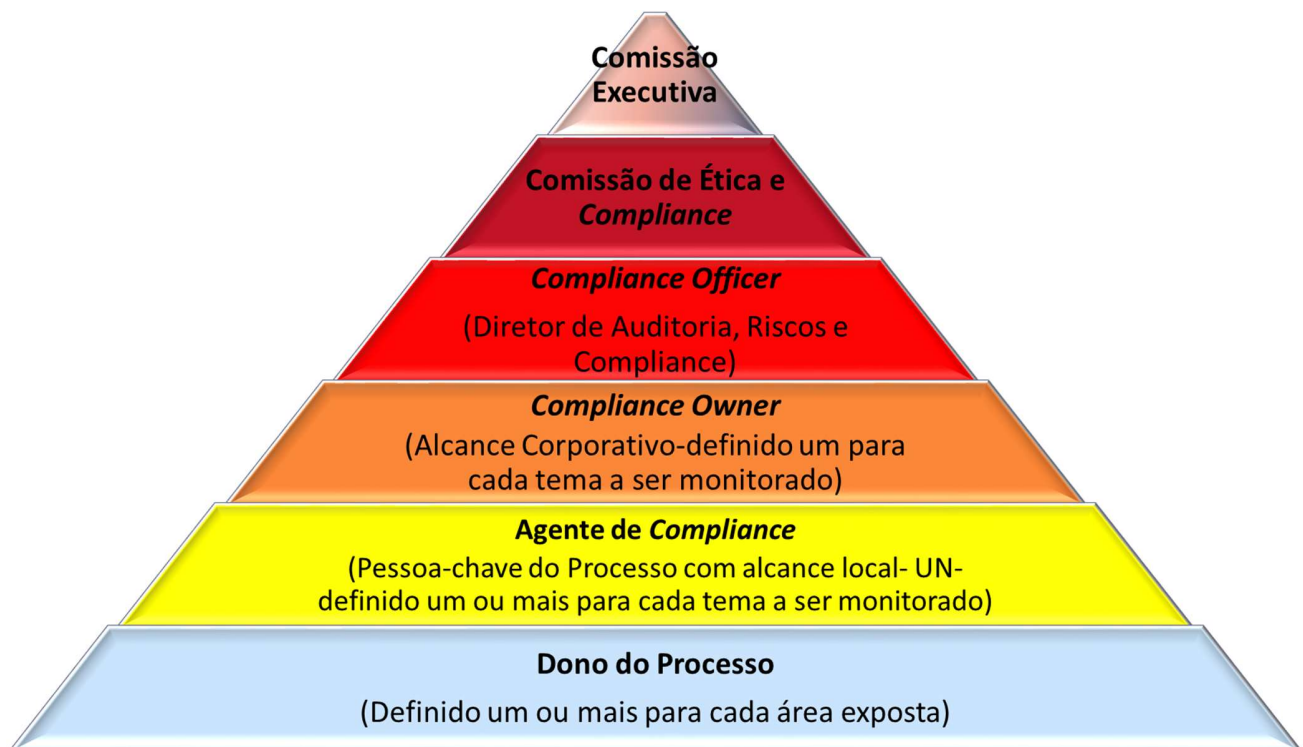 Comissão
Executiva
Comissão de Ética e
Compliance
Compliance Officer
(Diretor de Auditoria, Riscos e
Compliance)
Compliance Owner
(Alcance Corporativo-definido um para
cada tema a ser monitorado)
Agente de Compliance
(Pessoa-chave do Processo com alcance local- UN-
definido um ou mais para cada tema a ser monitorado)
Dono do Processo
(Definido um ou mais para cada área exposta)